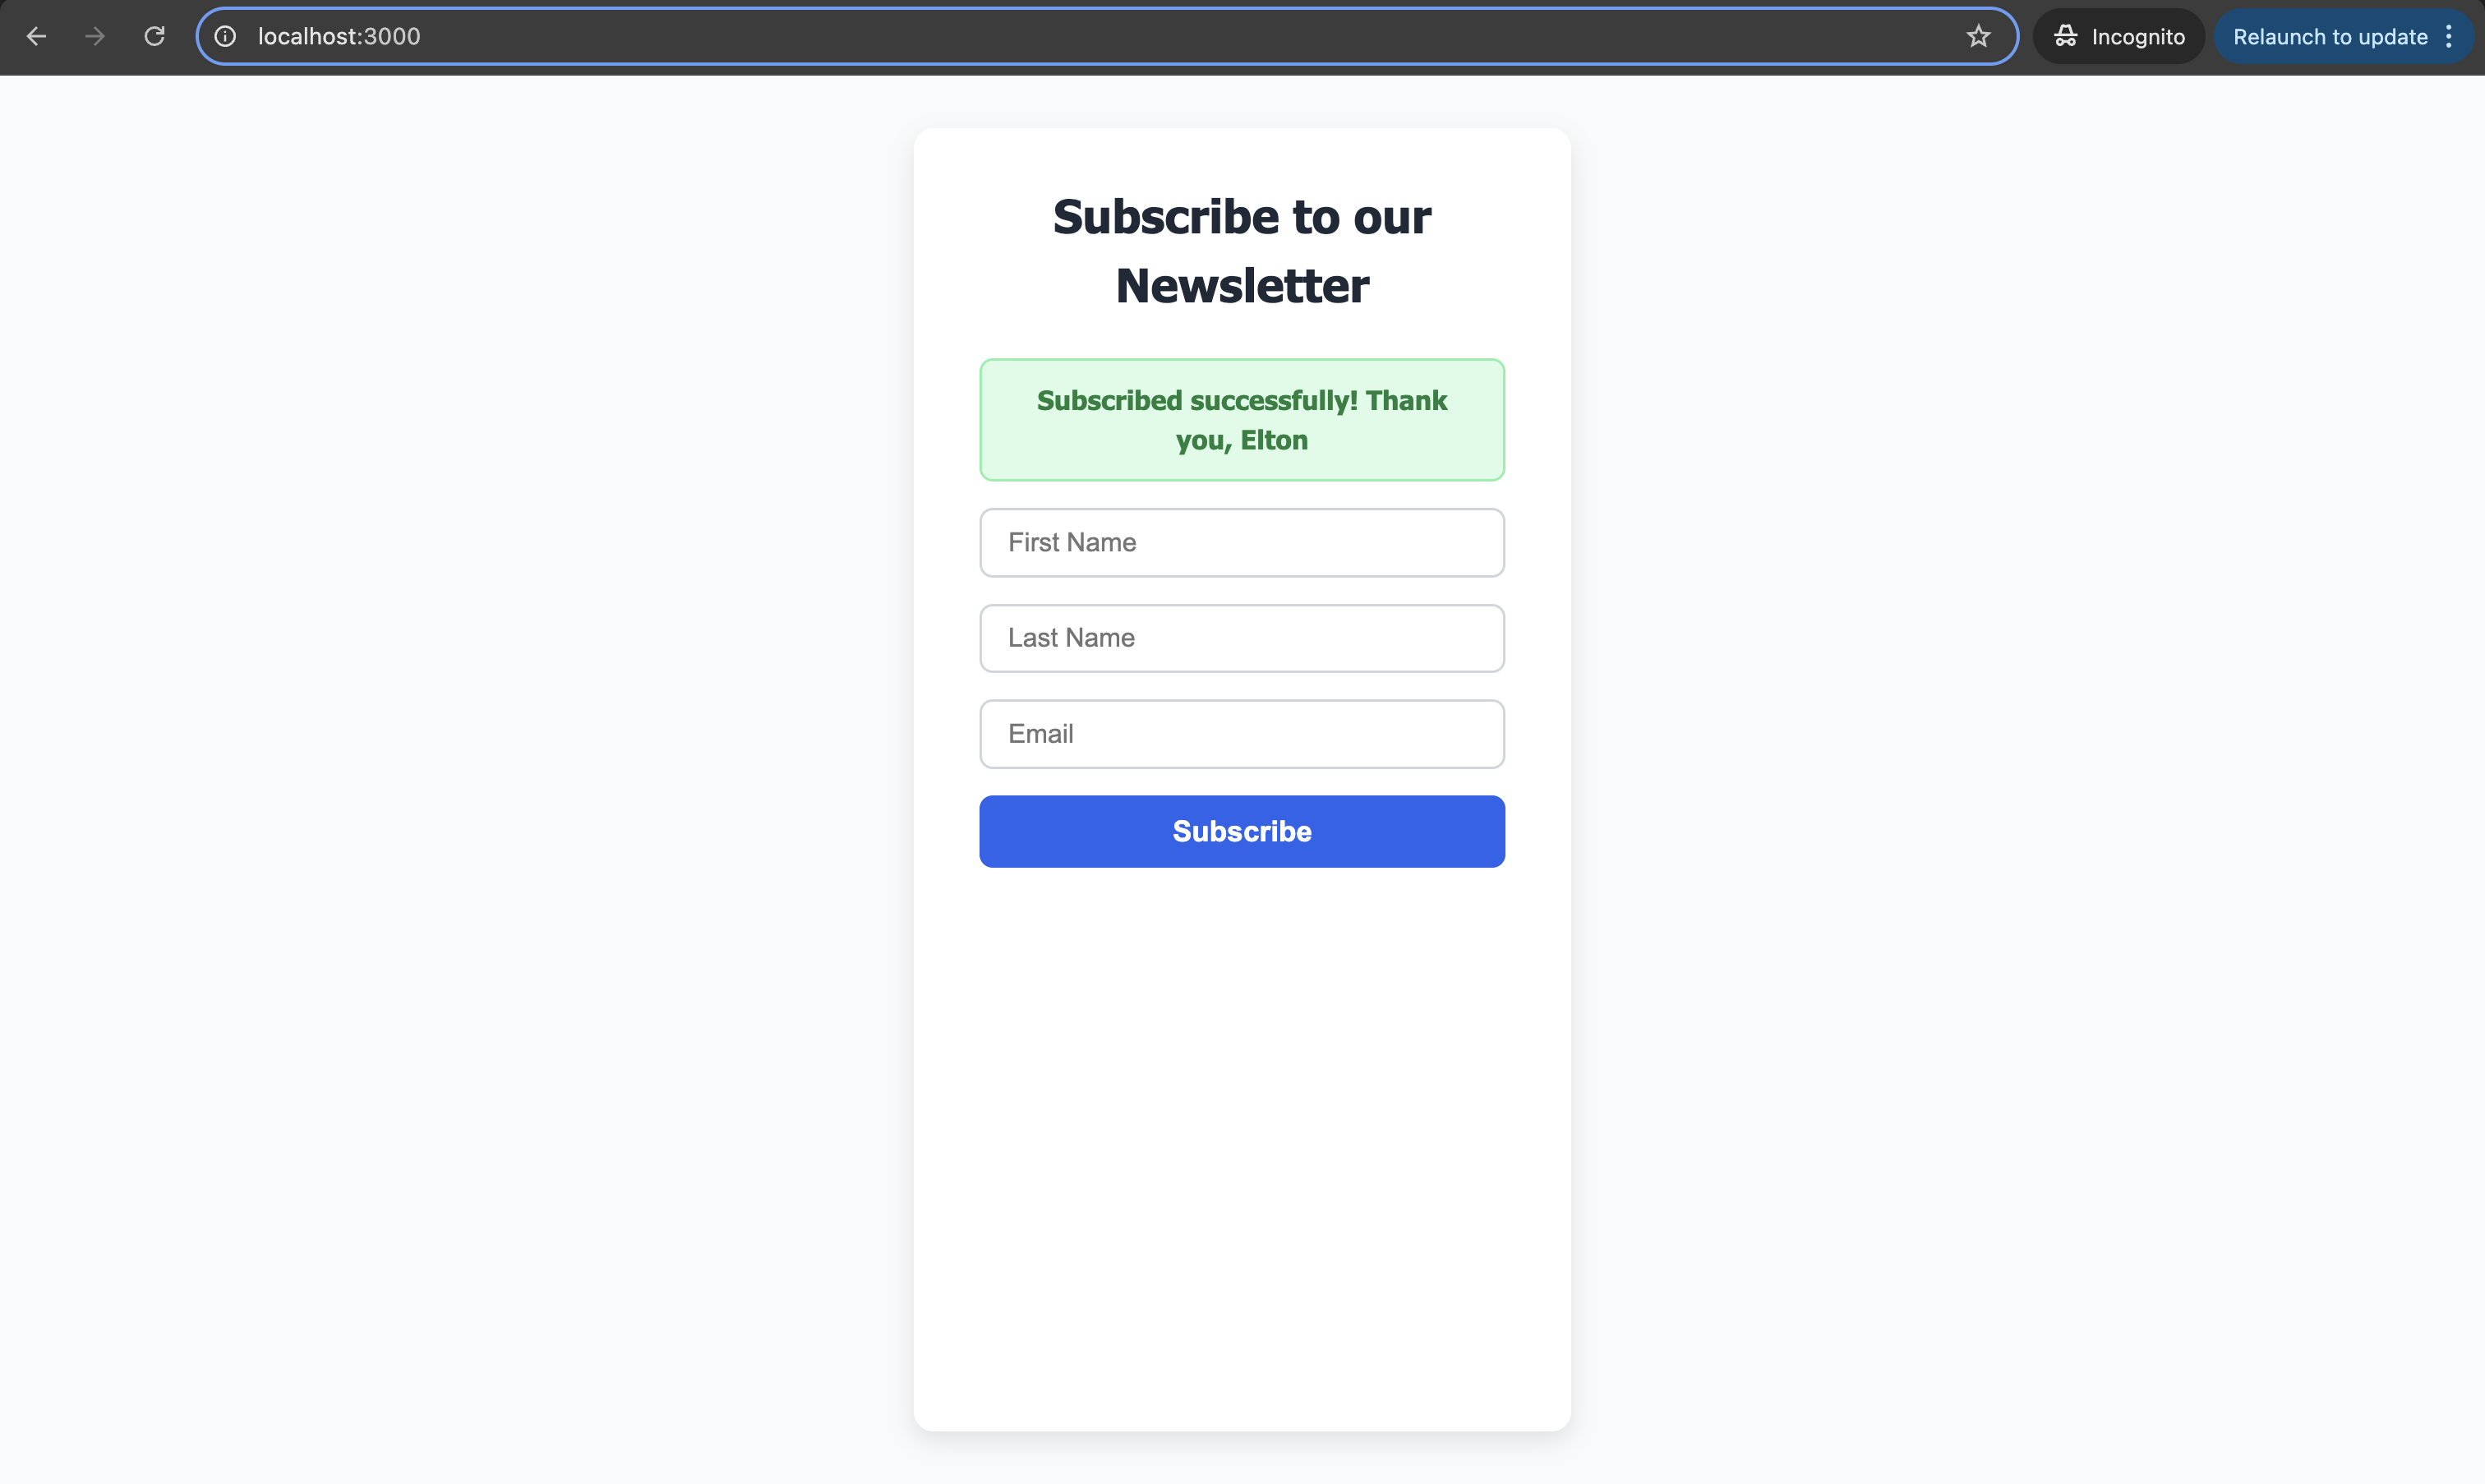 localhost:3000
Incognito
Relaunch to update
Subscribe to our
Newsletter
Subscribed successfully! Thank
you, Elton
First Name
Last Name
Email
Subscribe